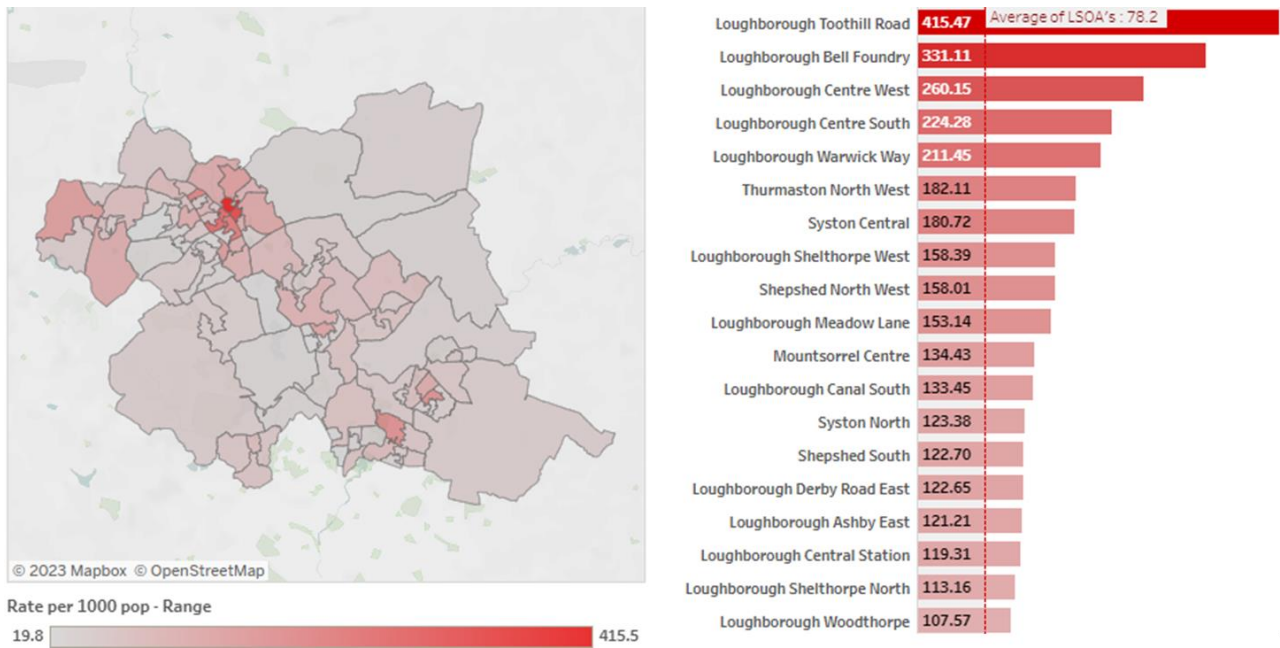 © 2023 Mapbox © OpenStreetMap
Rate per 1000 pop - Range
19.8 415.5
Average of LSOA's : 78.2
Loughborough Toothill Road 415.47
Loughborough Bell Foundry 331.11
Loughborough Centre West 260.15
Loughborough Centre South 224.28
Loughborough Warwick Way 211.45
Thurmaston North West 182.11
Syston Central 180.72
Loughborough Shelthorpe West 158.39
Shepshed North West 158.01
Loughborough Meadow Lane 153.14
Mountsorrel Centre 134.43
Loughborough Canal South 133.45
Syston North 123.38
Shepshed South 122.70
Loughborough Derby Road East 122.65
Loughborough Ashby East 121.21
Loughborough Central Station 119.31
Loughborough Shelthorpe North 113.16
Loughborough Woodthorpe 107.57